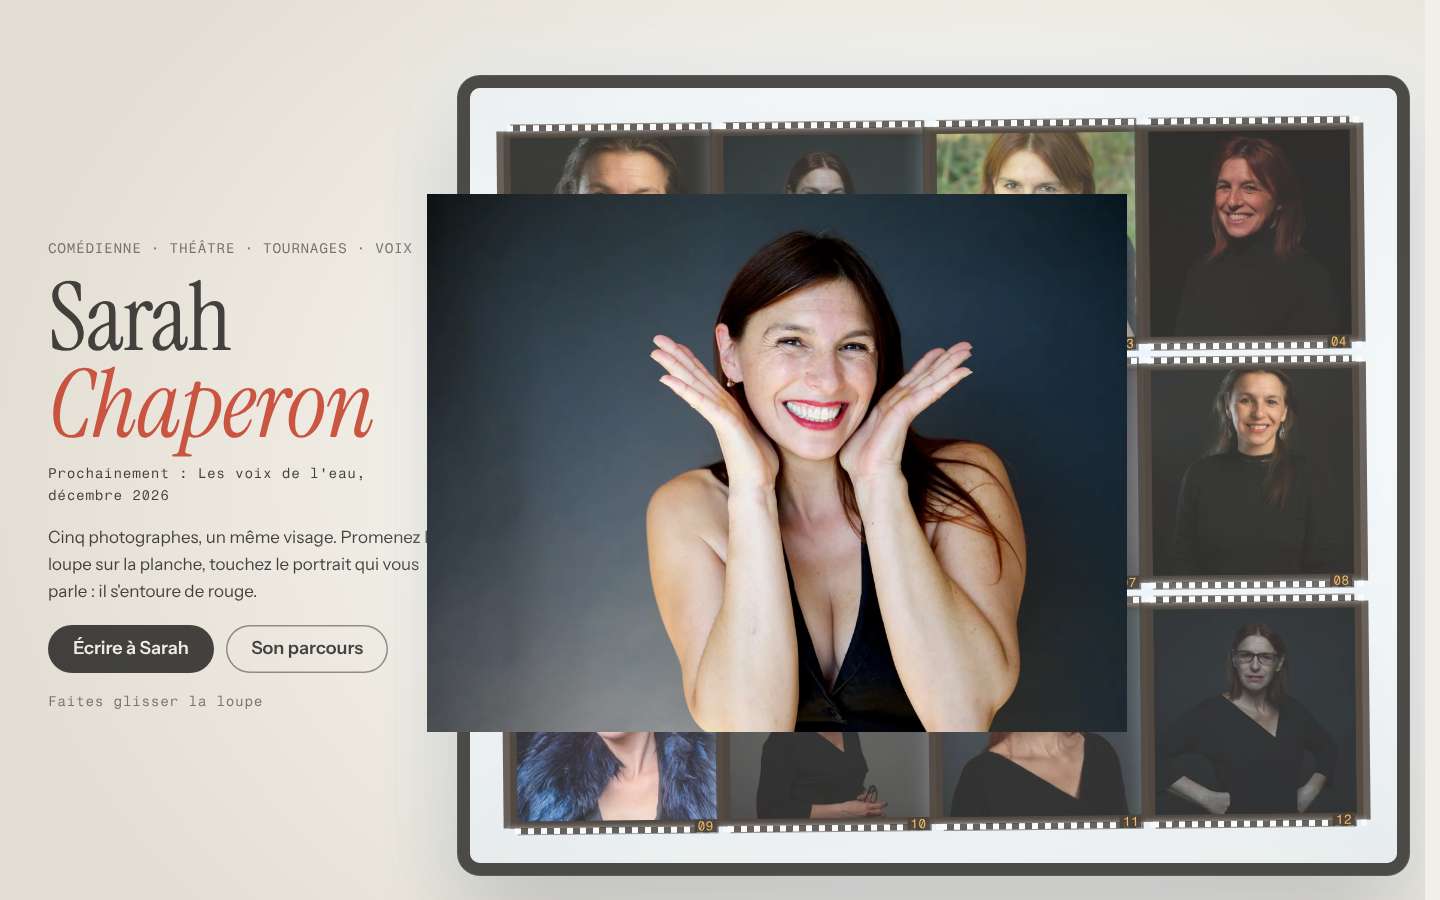 COMÉDIENNE · THÉÂTRE · TOURNAGES · VOIX
Sarah
Chaperon
Prochainement : Les voix de l'eau,
décembre 2026
Cinq photographes, un même visage. Promenez
loupe sur la planche, touchez le portrait qui vous
parle : il s'entoure de rouge.
Écrire à Sarah
Son parcours
Faites glisser la loupe
3
04
7
08
09
10
11
12